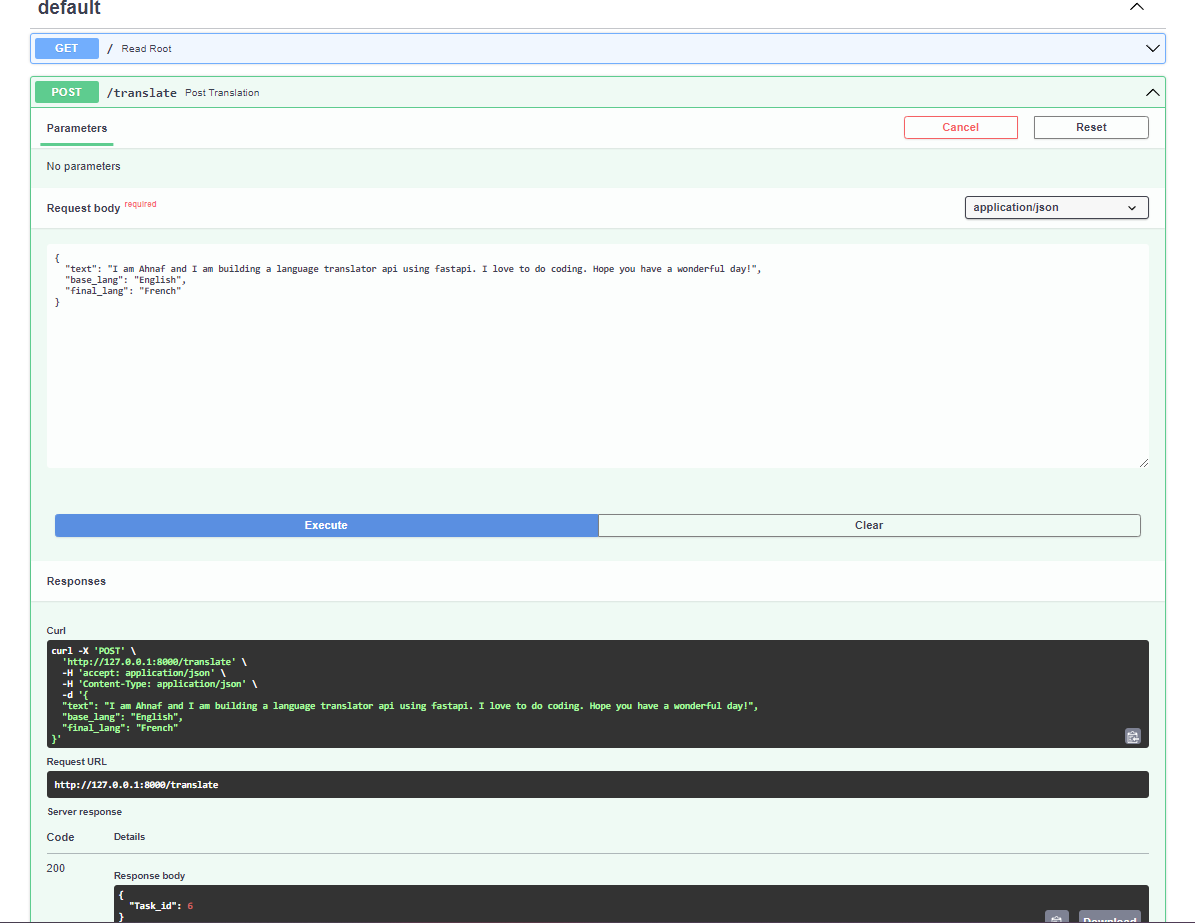 default
GET / Read Root
POST /translate Post Translation
Parameters
Cancel
Reset
No parameters
Request body required
application/json
{
  "text": "I am Ahnaf and I am building a language translator api using fastapi. I love to do coding. Hope you have a wonderful day!",
  "base_lang": "English",
  "final_lang": "French"
}
Execute
Clear
Responses
Curl
curl -X 'POST' \
  'http://127.0.0.1:8000/translate' \
  -H 'accept: application/json' \
  -H 'Content-Type: application/json' \
  -d '{
  "text": "I am Ahnaf and I am building a language translator api using fastapi. I love to do coding. Hope you have a wonderful day!",
  "base_lang": "English",
  "final_lang": "French"
}'
Request URL
http://127.0.0.1:8000/translate
Server response
Code Details
200
Response body
{
  "Task_id": 6
}
Download